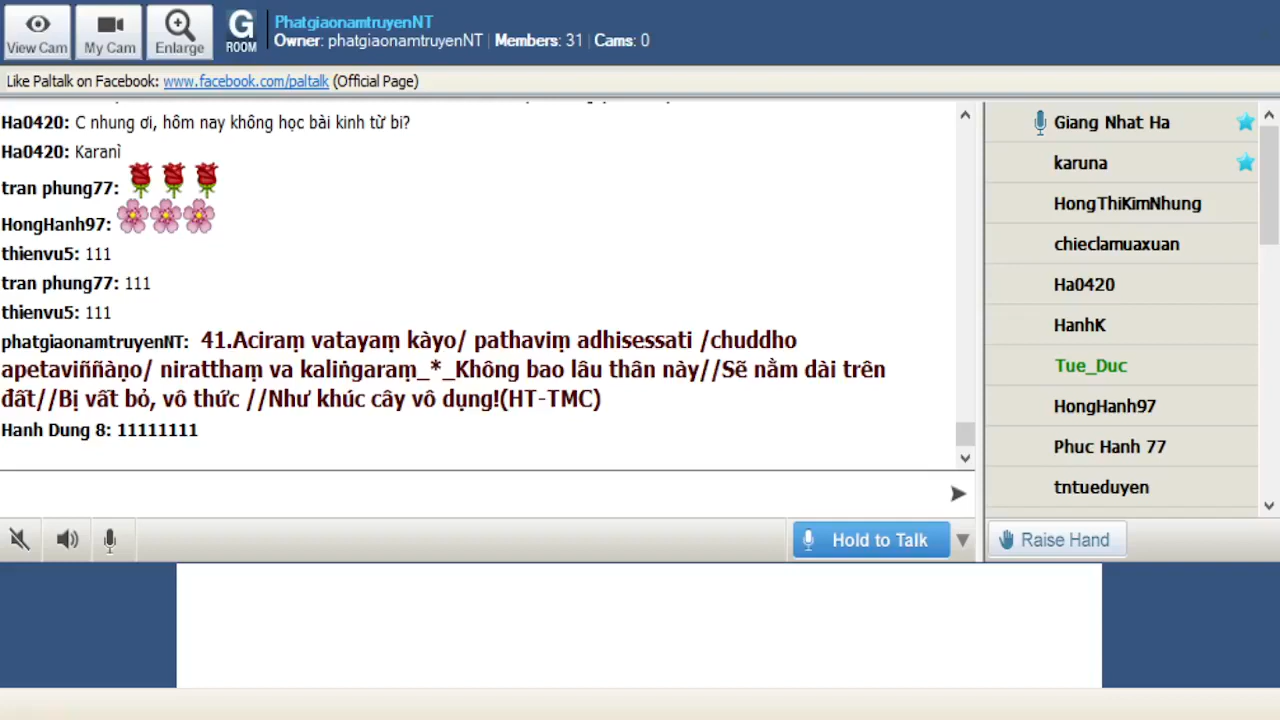 View Cam
My Cam
Enlarge
G
ROOM
PhatgiaonamtruyenNT
Owner: phatgiaonamtruyenNT | Members: 31 | Cams: 0
Like Paltalk on Facebook: www.facebook.com/paltalk (Official Page)
Ha0420: C nhung ơi, hôm nay không học bài kinh từ bi?
Ha0420: Karanì
tran phung77:
HongHanh97:
thienvu5: 111
tran phung77: 111
thienvu5: 111
phatgiaonamtruyenNT: 41.Aciraṃ vatayaṃ kàyo/ pathaviṃ adhisessati /chuddho
apetaviññàṇo/ niratthaṃ va kaliṅgaraṃ_*_Không bao lâu thân này//Sẽ nằm dài trên
đất//Bị vất bỏ, vô thức //Như khúc cây vô dụng!(HT-TMC)
Hanh Dung 8: 11111111
Hold to Talk
Giang Nhat Ha
karuna
HongThiKimNhung
chieclamuaxuan
Ha0420
HanhK
Tue_Duc
HongHanh97
Phuc Hanh 77
tntueduyen
Raise Hand